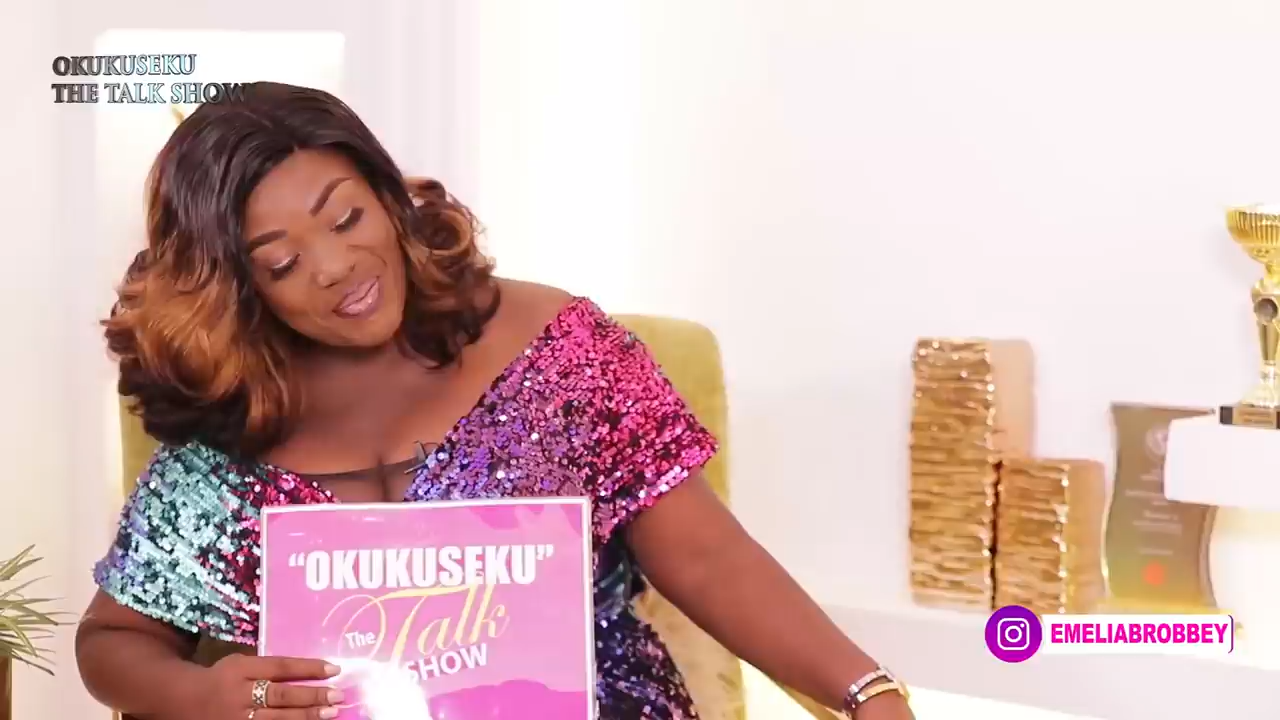 OKUKUSEKU
THE TALK SHOW
“OKUKUSEKU”
The Talk
SHOW
EMELIABROBBEY